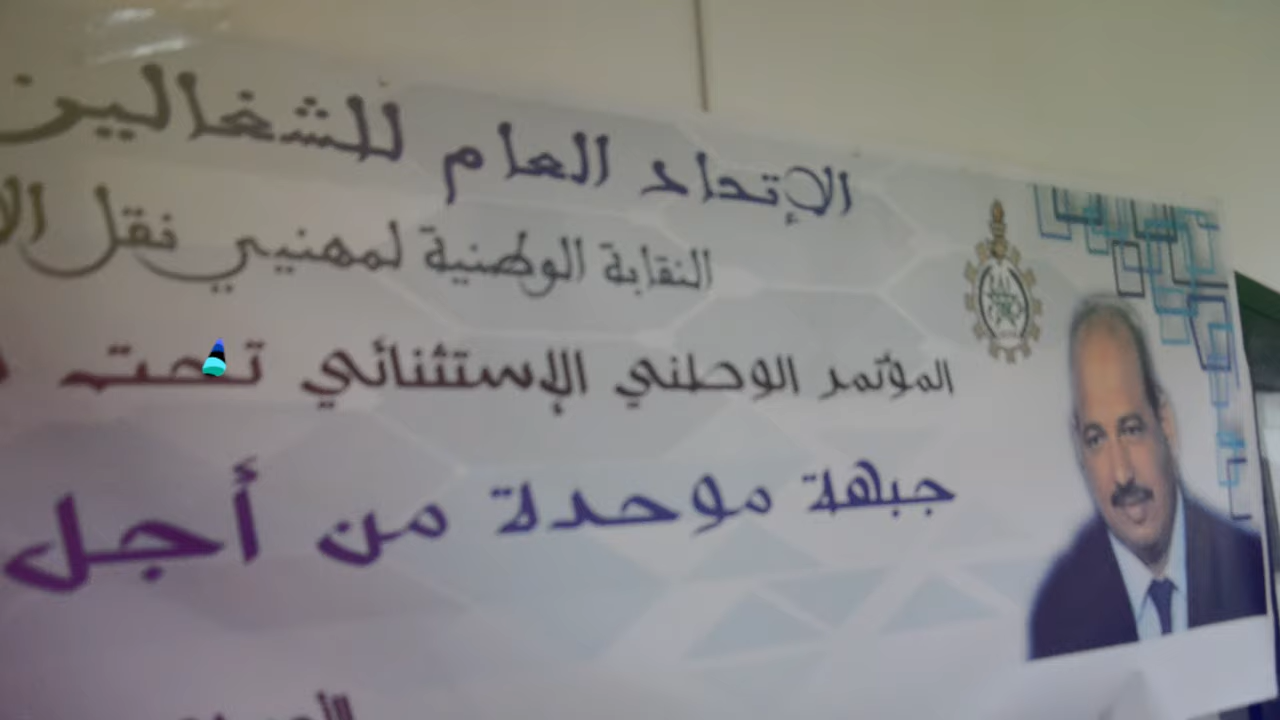 الإتحاد العام للشغالين
النقابة الوطنية لمهنيي نقل
المؤتمر الوطني الإستثنائي تحت
جبهة موحدة من أجل